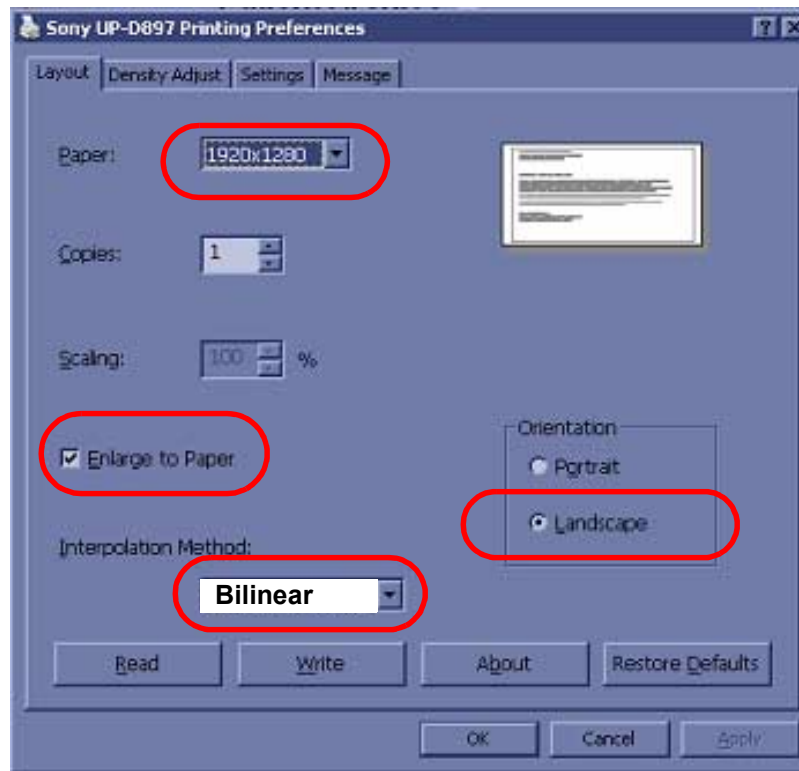 Sony UP-D897 Printing Preferences
Layout Density Adjust Settings Message
Paper: 1920x1280
Copies: 1
Scaling: 100 %
Enlarge to Paper
Orientation
Portrait
Landscape
Interpolation Method:
Bilinear
Read Write About Restore Defaults
OK Cancel Apply